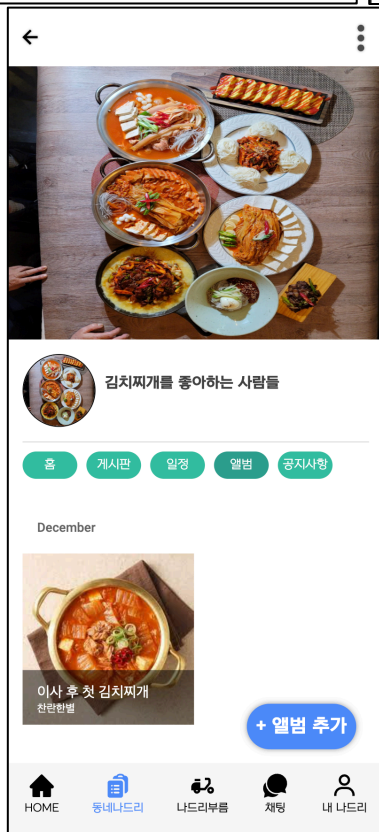 김치찌개를 좋아하는 사람들
홈 게시판 일정 앨범 공지사항
December
이사 후 첫 김치찌개
찬란한별
+ 앨범 추가
HOME 동네나드리 나드리부름 채팅 내 나드리